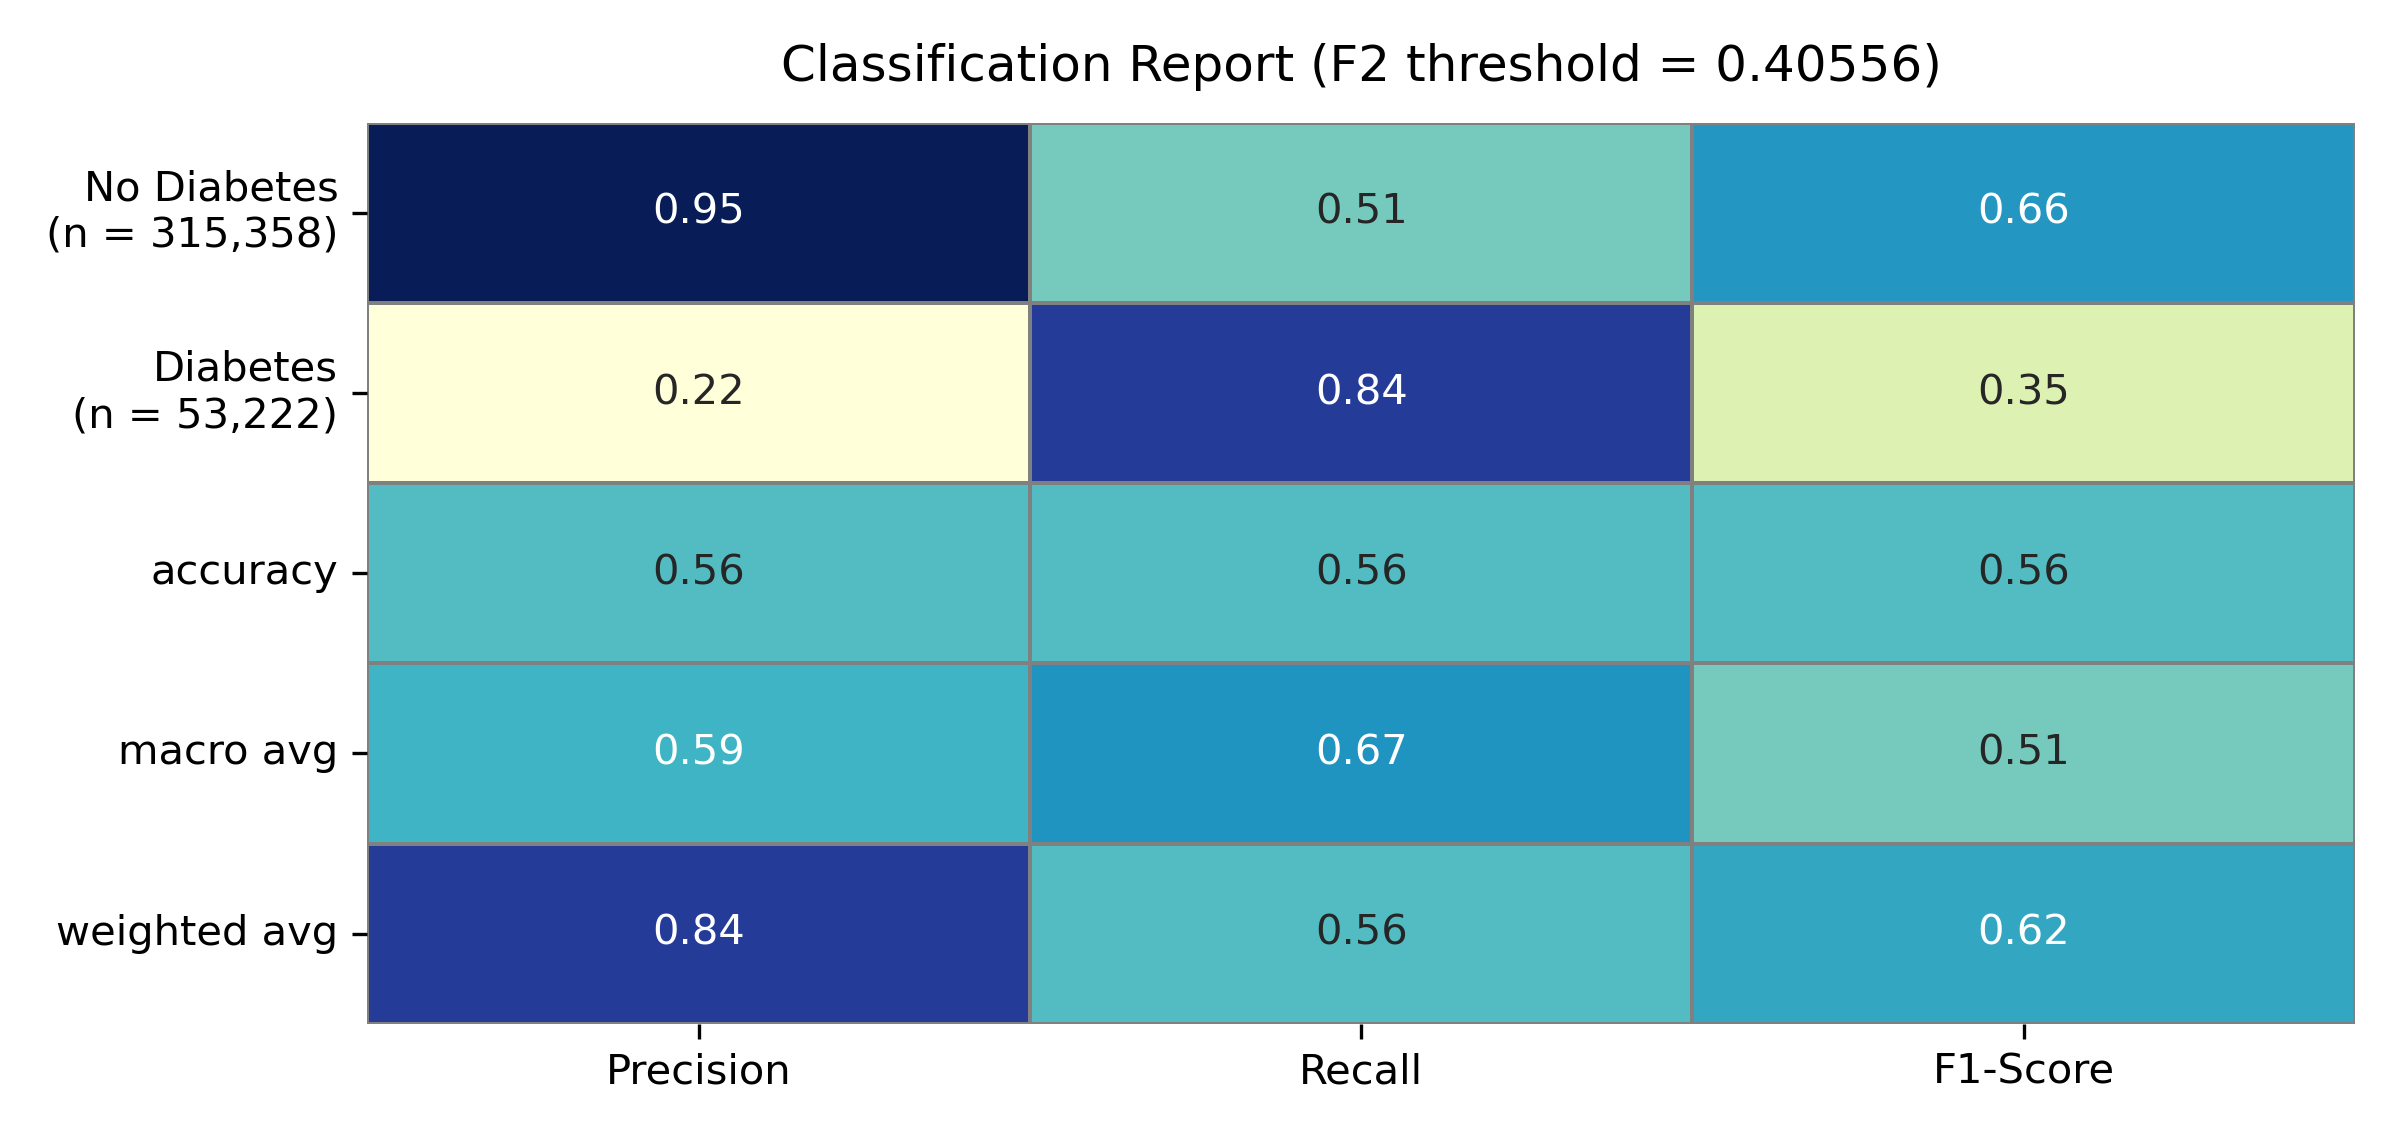 Classification Report (F2 threshold = 0.40556)
No Diabetes
(n = 315,358)
0.95
0.51
0.66
Diabetes
(n = 53,222)
0.22
0.84
0.35
accuracy
0.56
0.56
0.56
macro avg
0.59
0.67
0.51
weighted avg
0.84
0.56
0.62
Precision
Recall
F1-Score